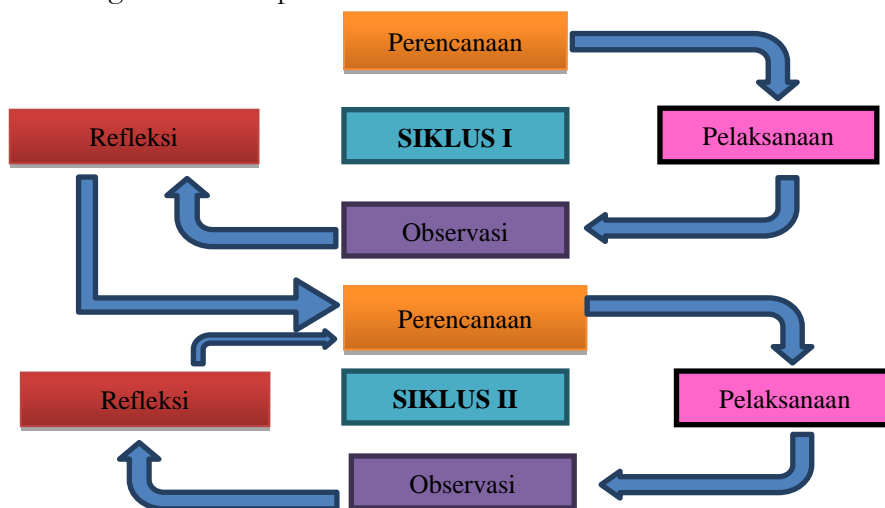 Perencanaan
Refleksi
SIKLUS I
Pelaksanaan
Observasi
Perencanaan
Refleksi
SIKLUS II
Pelaksanaan
Observasi